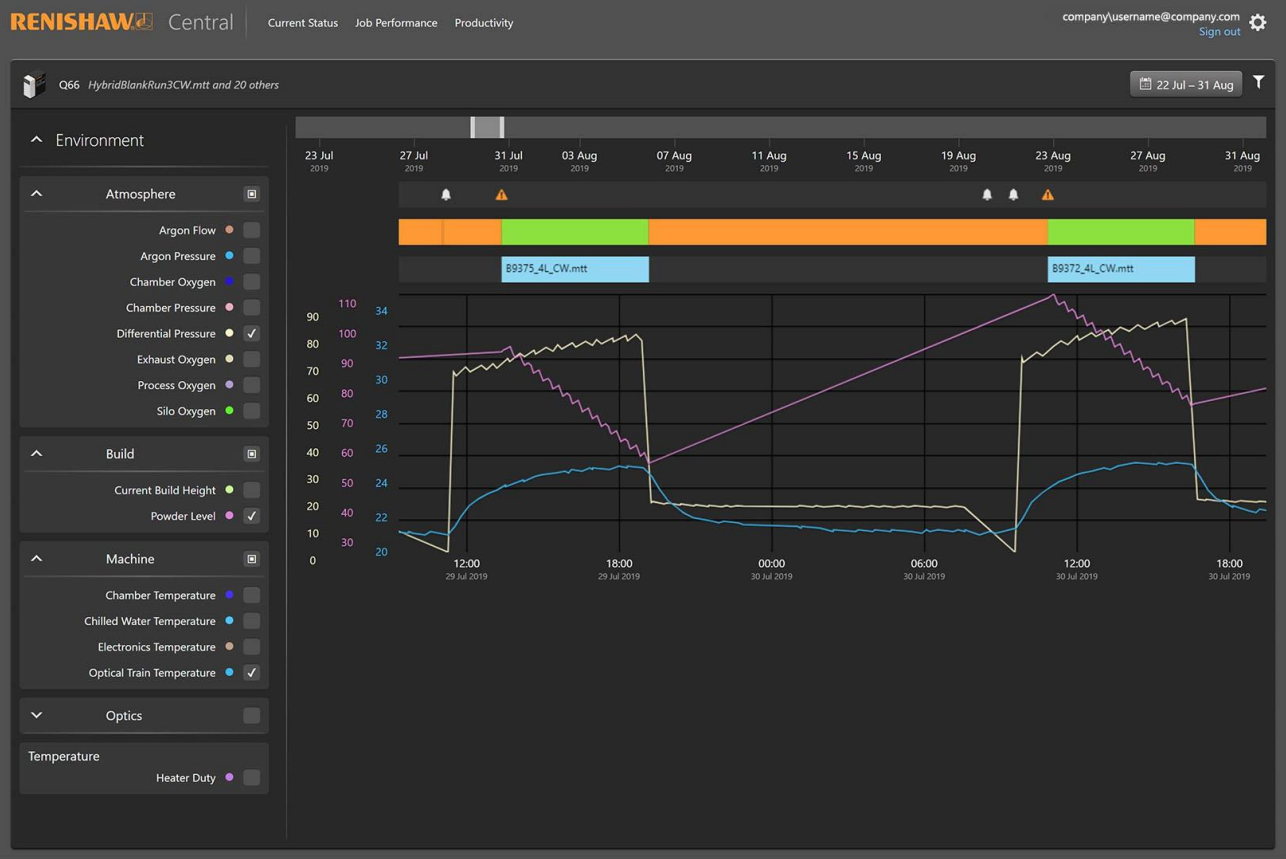 RENISHAW Central
Current Status Job Performance Productivity
company\username@company.com
Sign out
Q66 HybridBlankRun3CW.mtt and 20 others
22 Jul – 31 Aug
Environment
Atmosphere
Argon Flow
Argon Pressure
Chamber Oxygen
Chamber Pressure
Differential Pressure
Exhaust Oxygen
Process Oxygen
Silo Oxygen
Build
Current Build Height
Powder Level
Machine
Chamber Temperature
Chilled Water Temperature
Electronics Temperature
Optical Train Temperature
Optics
Temperature
Heater Duty
23 Jul 27 Jul 31 Jul 03 Aug 07 Aug 11 Aug 15 Aug 19 Aug 23 Aug 27 Aug 31 Aug
2019 2019 2019 2019 2019 2019 2019 2019 2019 2019 2019
B9375_4L_CW.mtt B9372_4L_CW.mtt
90
80
70
60
50
40
30
20
10
0
110
100
90
80
70
60
50
40
30
34
32
30
28
26
24
22
20
12:00 18:00 00:00 06:00 12:00 18:00
29 Jul 2019 29 Jul 2019 30 Jul 2019 30 Jul 2019 30 Jul 2019 30 Jul 2019